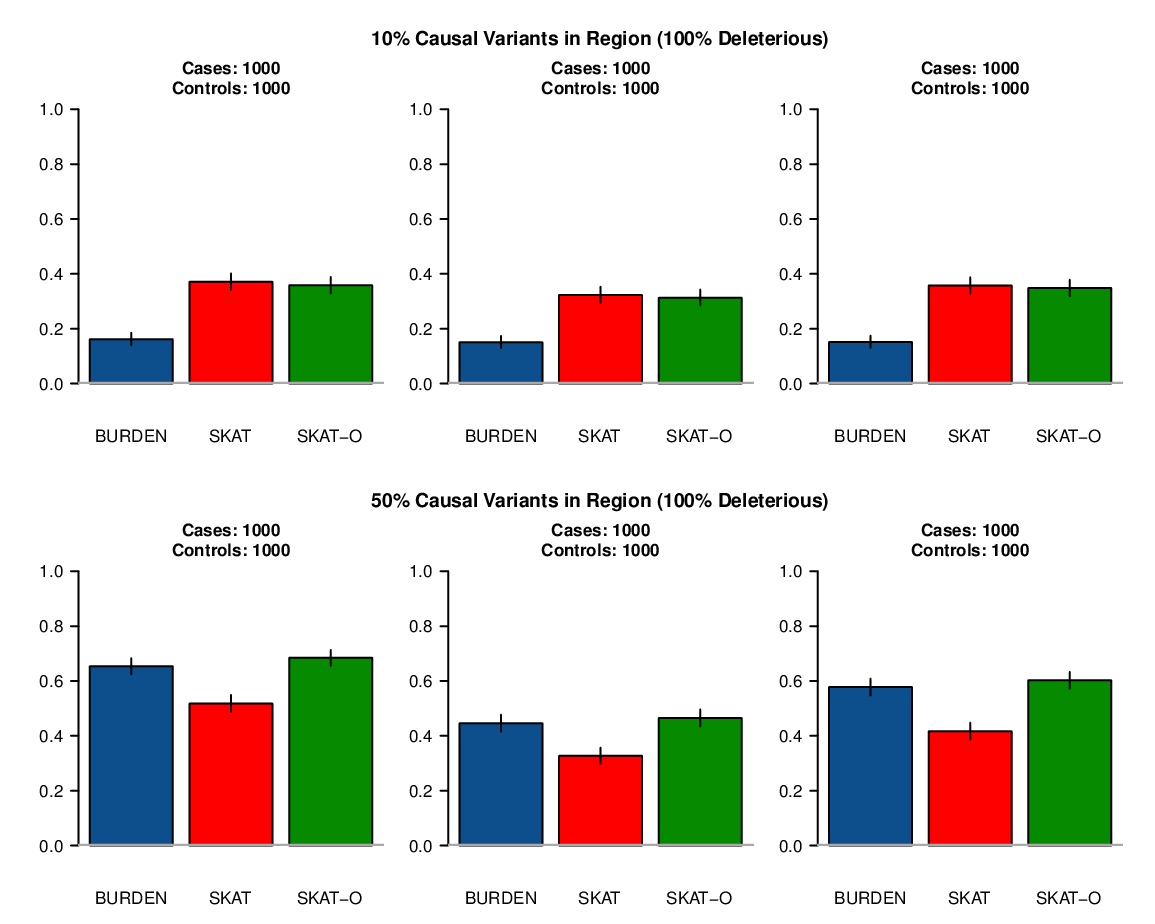 10% Causal Variants in Region (100% Deleterious)
Cases: 1000
Controls: 1000
Cases: 1000
Controls: 1000
Cases: 1000
Controls: 1000
1.0
0.8
0.6
0.4
0.2
0.0
BURDEN SKAT SKAT−O
1.0
0.8
0.6
0.4
0.2
0.0
BURDEN SKAT SKAT−O
1.0
0.8
0.6
0.4
0.2
0.0
BURDEN SKAT SKAT−O
50% Causal Variants in Region (100% Deleterious)
Cases: 1000
Controls: 1000
Cases: 1000
Controls: 1000
Cases: 1000
Controls: 1000
1.0
0.8
0.6
0.4
0.2
0.0
BURDEN SKAT SKAT−O
1.0
0.8
0.6
0.4
0.2
0.0
BURDEN SKAT SKAT−O
1.0
0.8
0.6
0.4
0.2
0.0
BURDEN SKAT SKAT−O